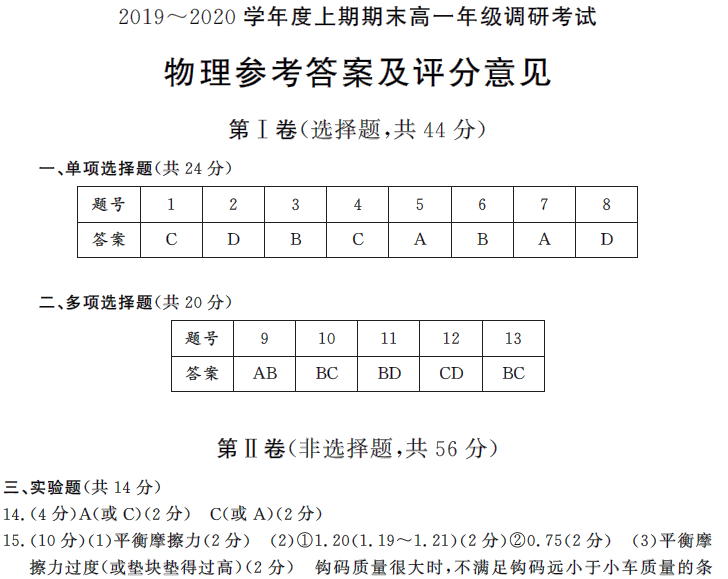 2019～2020 学年度上期期末高一年级调研考试
物理参考答案及评分意见
第Ⅰ卷(选择题,共 44 分)
一、单项选择题(共 24 分)
题号 1 2 3 4 5 6 7 8
答案 C D B C A B A D
二、多项选择题(共 20 分)
题号 9 10 11 12 13
答案 AB BC BD CD BC
第Ⅱ卷(非选择题,共 56 分)
三、实验题(共 14 分)
14.(4 分)A(或 C)(2 分) C(或 A)(2 分)
15.(10 分)(1)平衡摩擦力(2 分) (2)①1.20(1.19～1.21)(2 分)②0.75(2 分) (3)平衡摩
擦力过度(或垫块垫得过高)(2 分) 钩码质量很大时,不满足钩码远小于小车质量的条